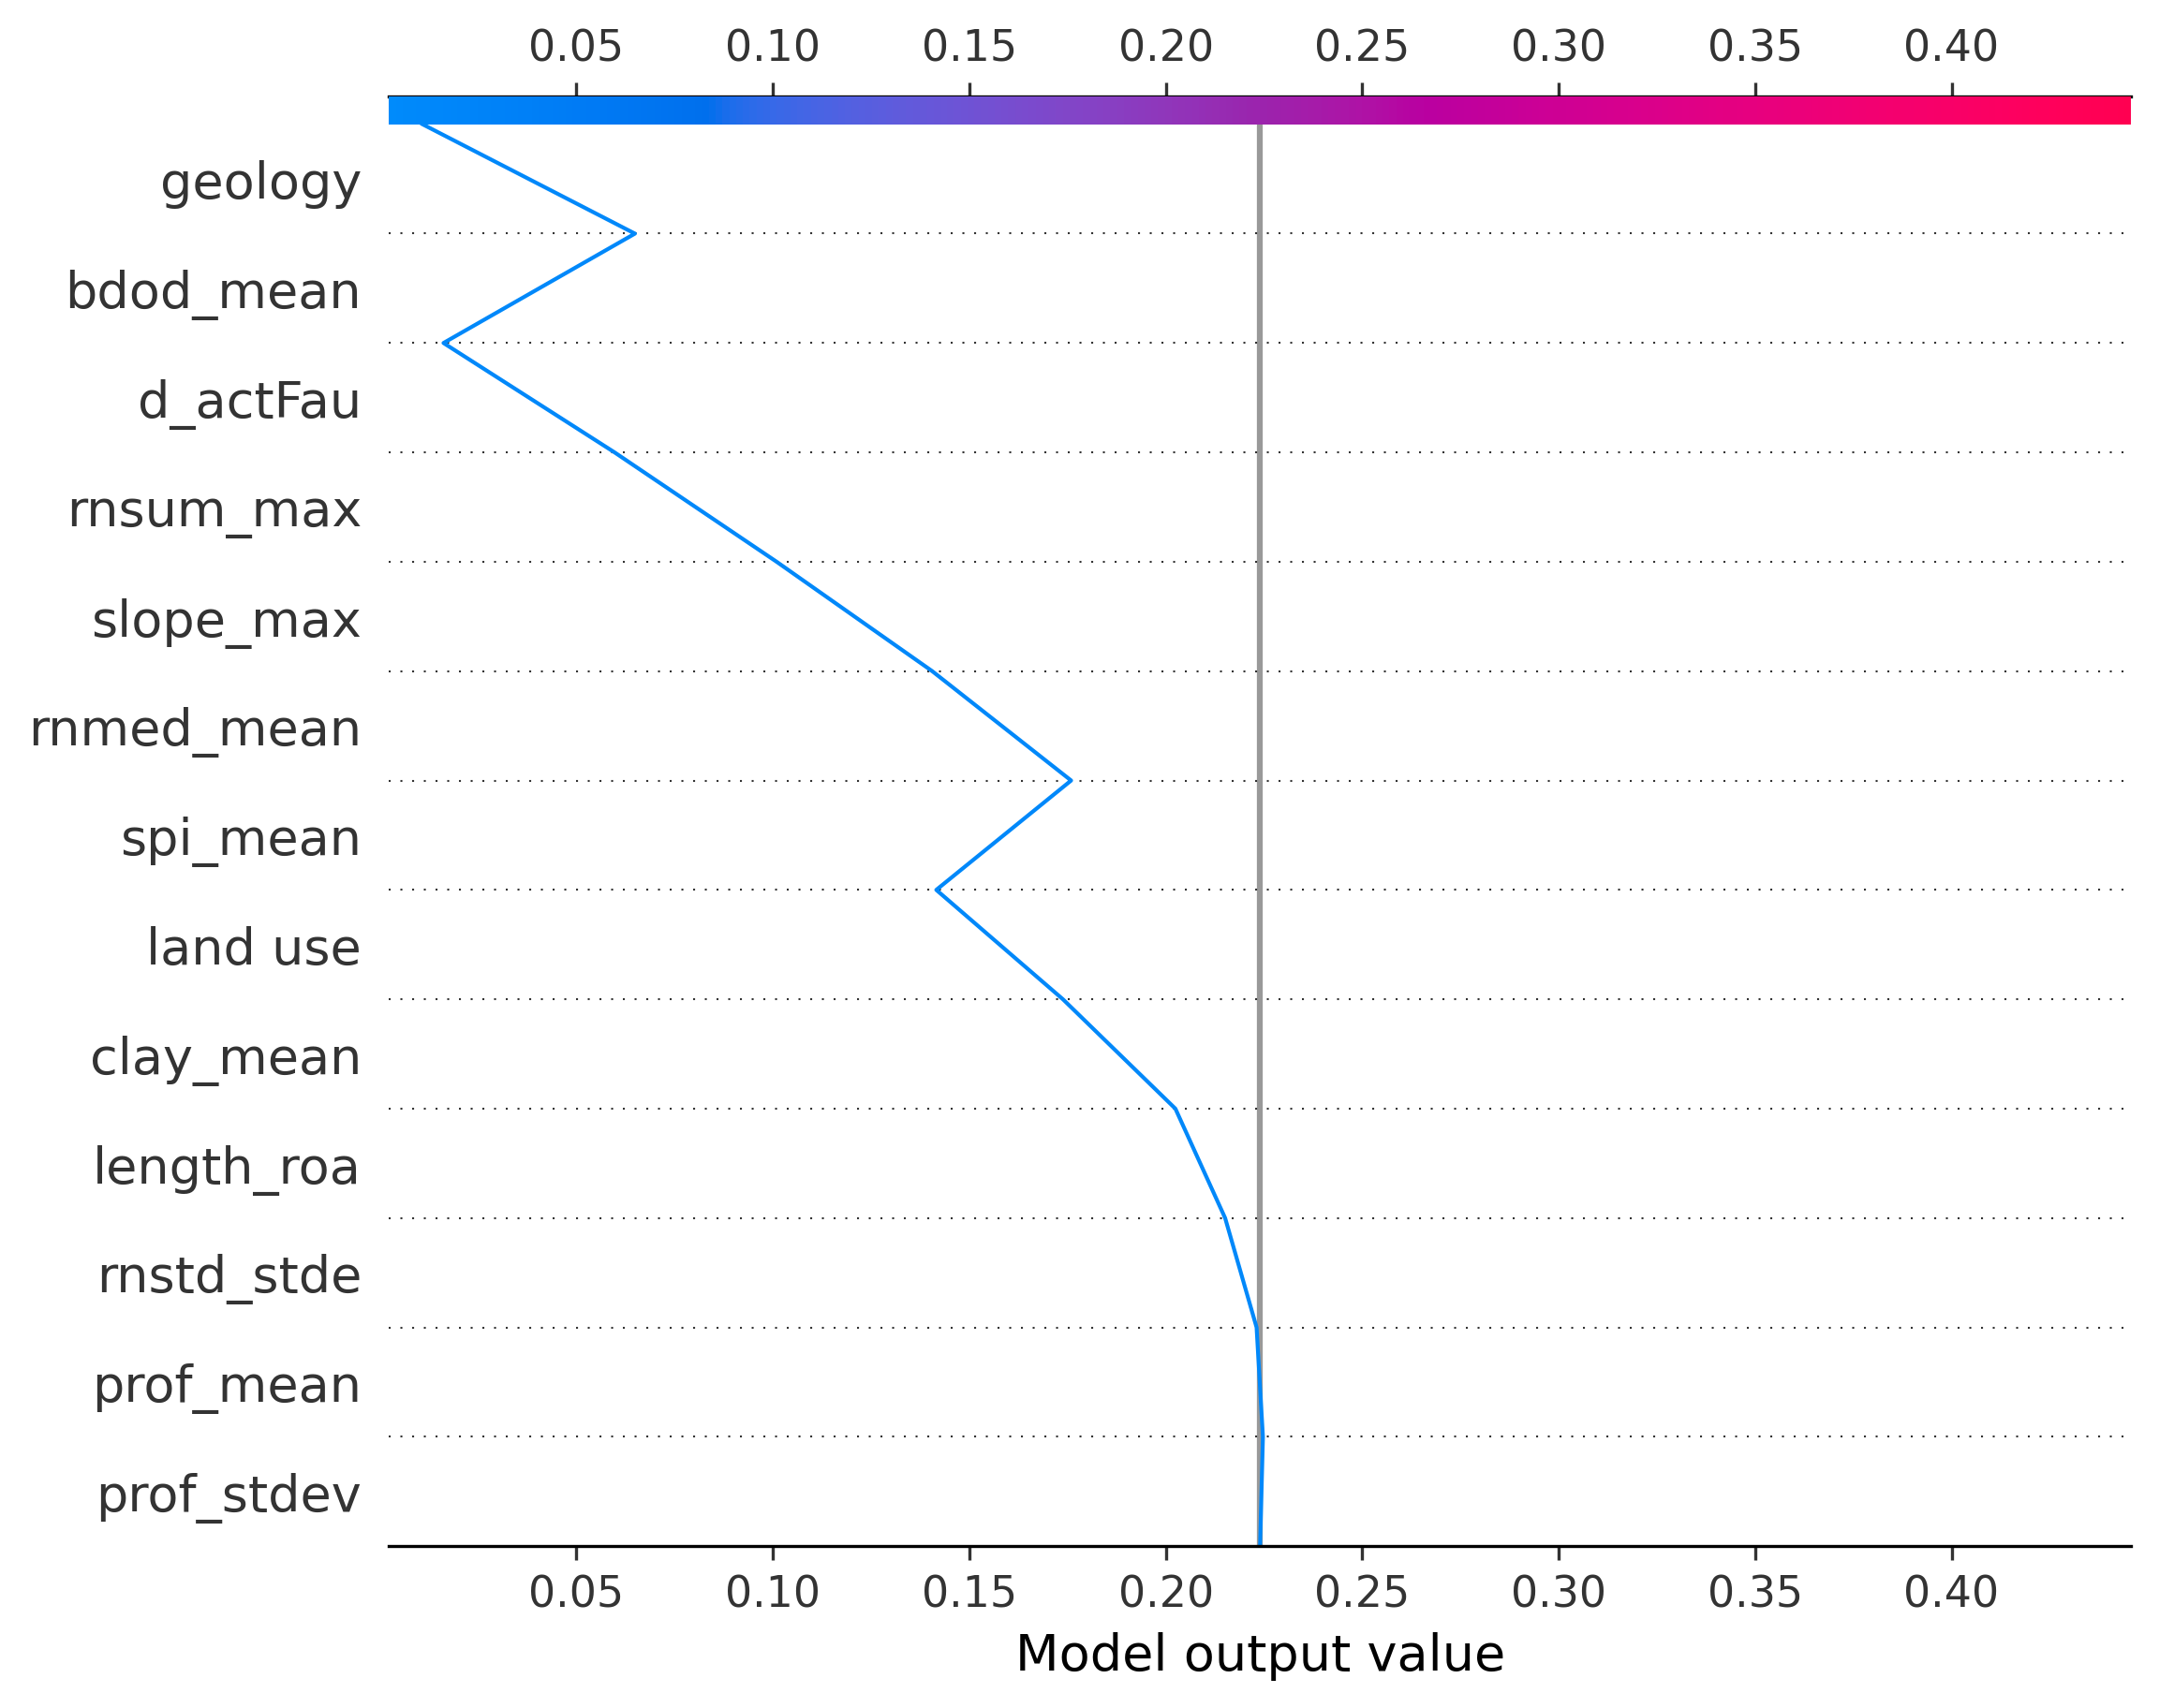 0.05 0.10 0.15 0.20 0.25 0.30 0.35 0.40
geology
bdod_mean
d_actFau
rnsum_max
slope_max
rnmed_mean
spi_mean
land use
clay_mean
length_roa
rnstd_stde
prof_mean
prof_stdev
0.05 0.10 0.15 0.20 0.25 0.30 0.35 0.40
Model output value